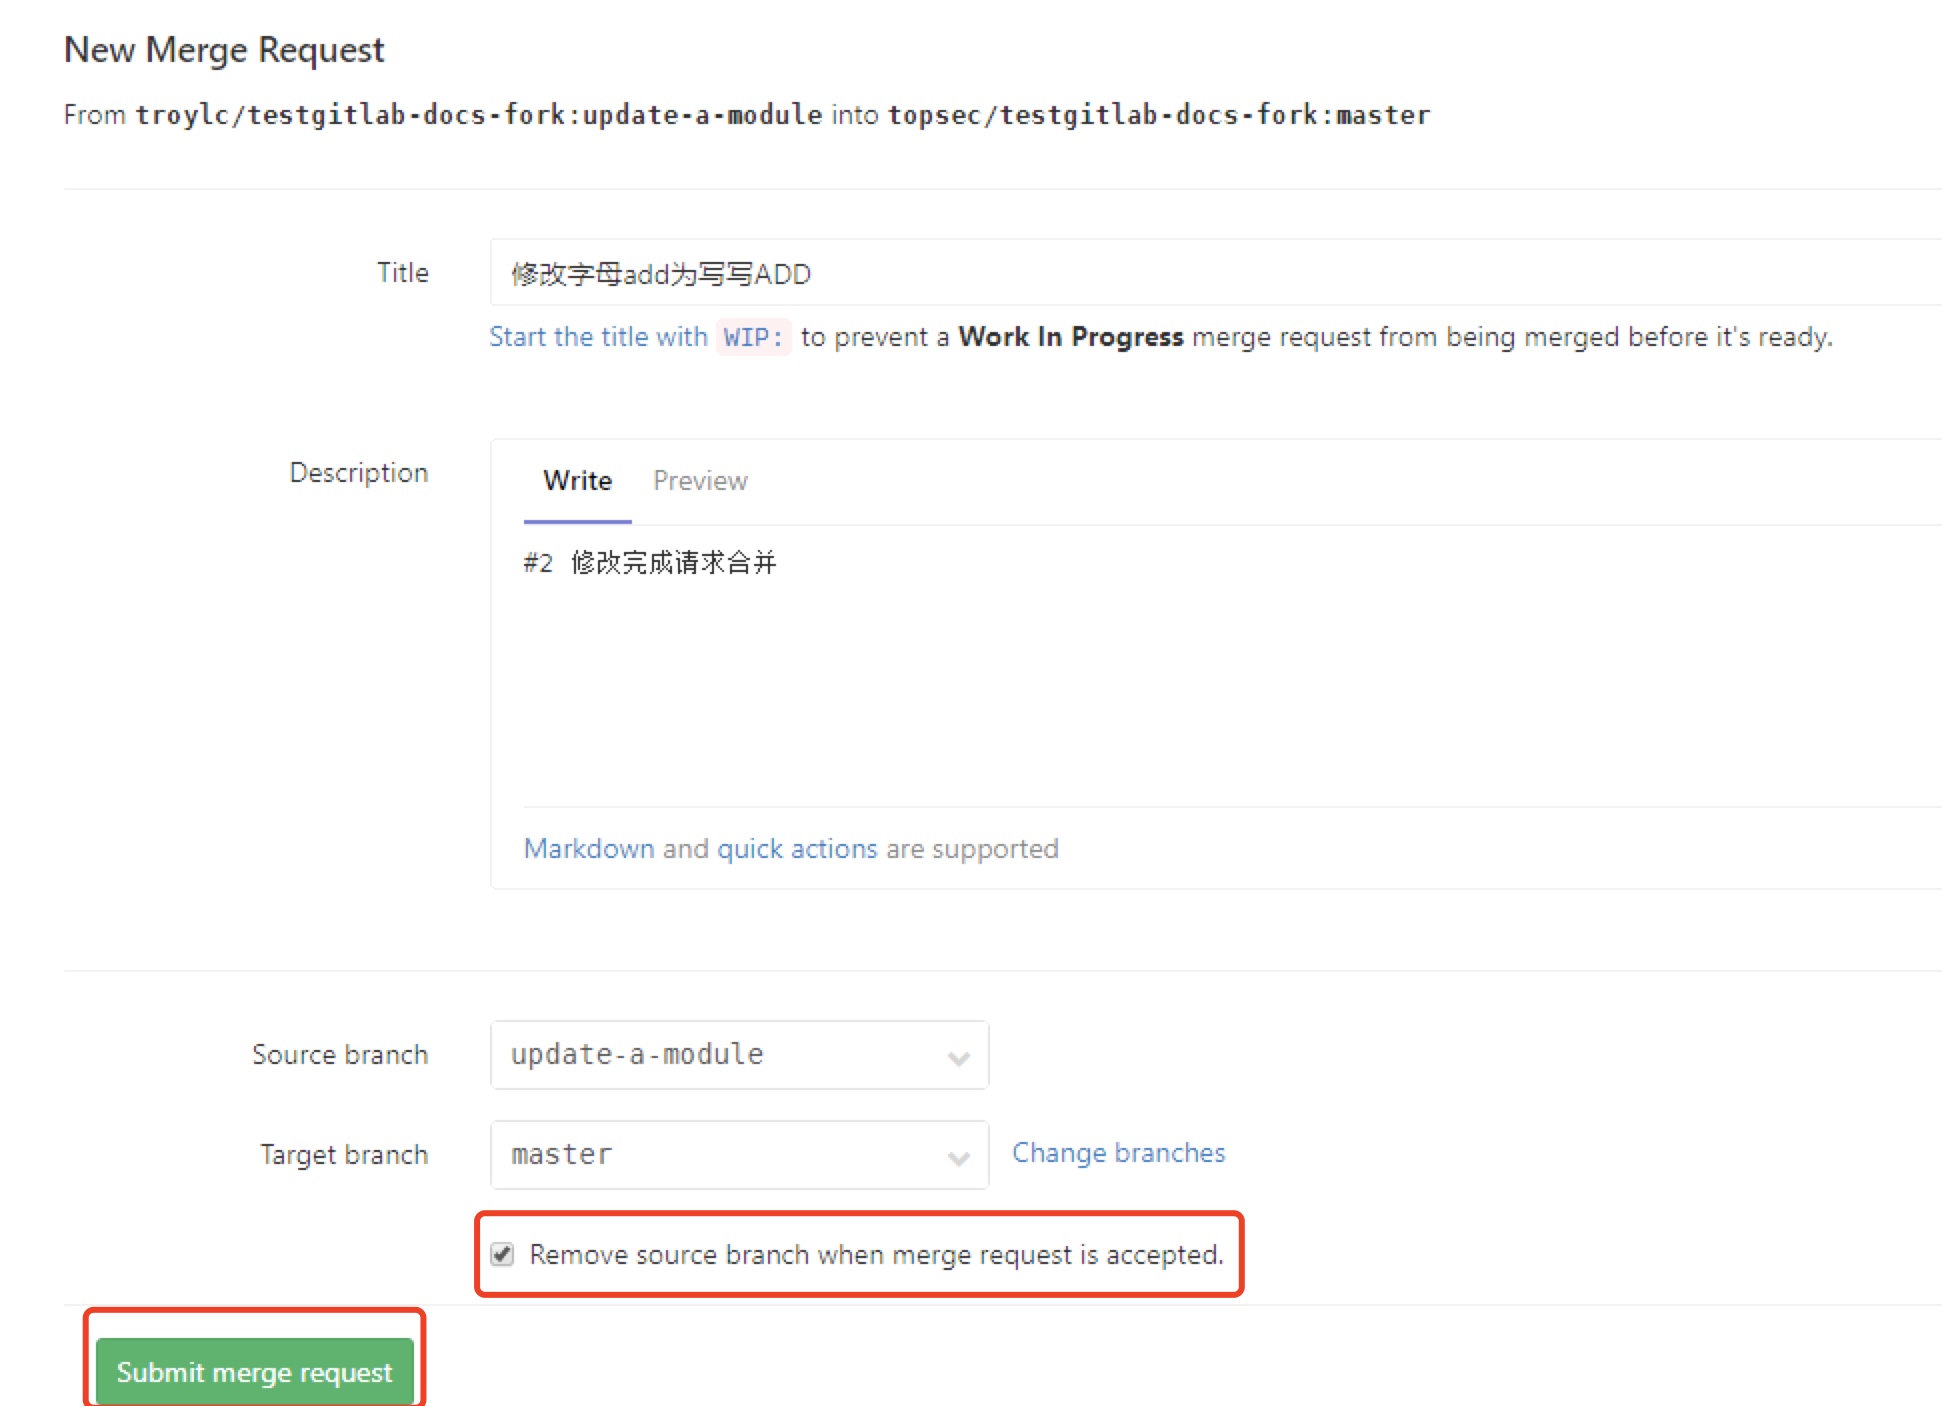 New Merge Request
From troylc/testgitlab-docs-fork:update-a-module into topsec/testgitlab-docs-fork:master
Title
修改字母add为写写ADD
Start the title with WIP: to prevent a Work In Progress merge request from being merged before it's ready.
Description
Write Preview
#2 修改完成请求合并
Markdown and quick actions are supported
Source branch
update-a-module
Target branch
master
Change branches
Remove source branch when merge request is accepted.
Submit merge request